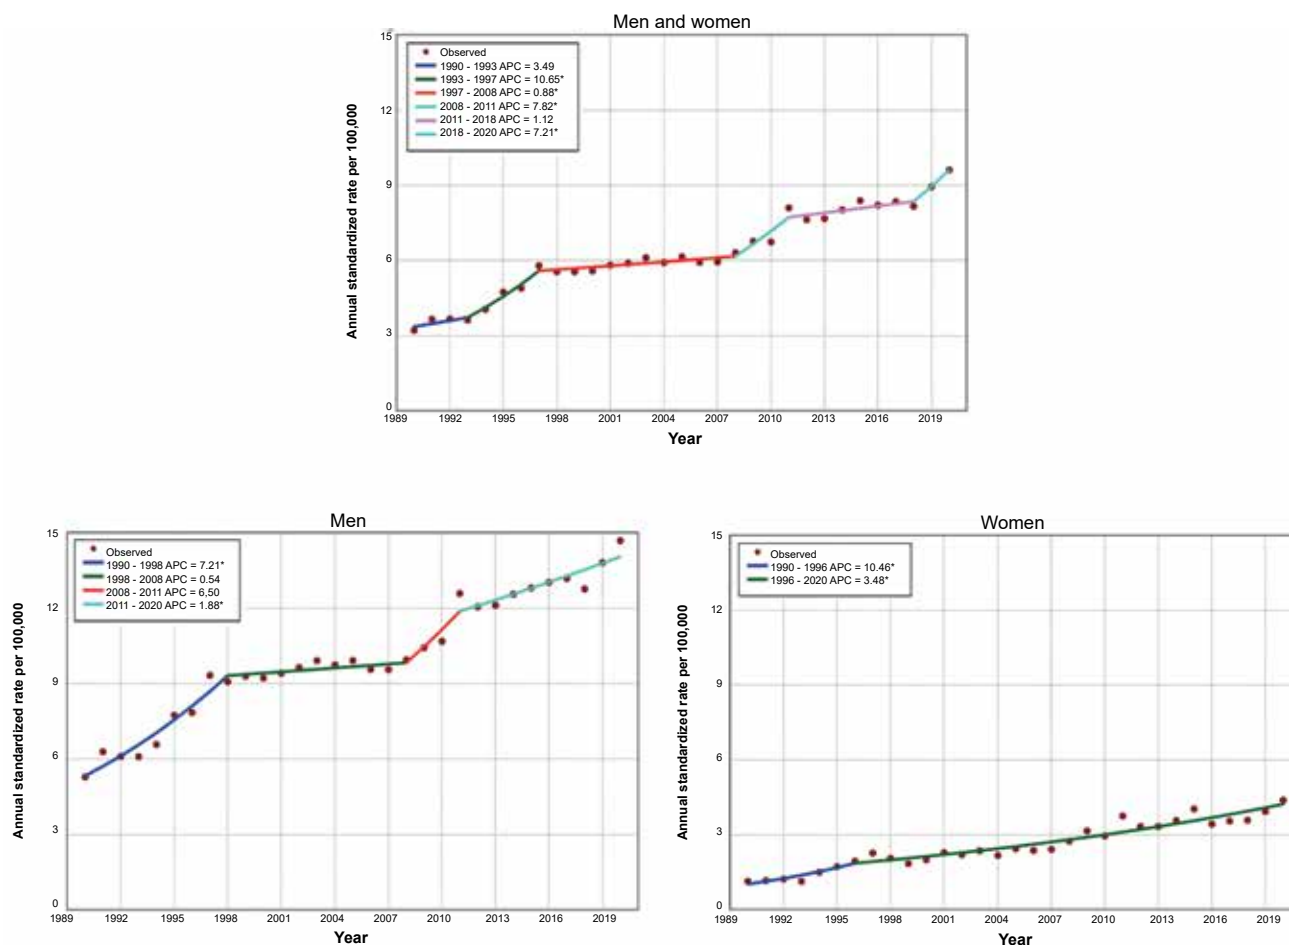 Men and women
Annual standardized rate per 100,000
15
12
9
6
3
0
Observed
1990 - 1993 APC = 3.49
1993 - 1997 APC = 10.65*
1997 - 2008 APC = 0.88*
2008 - 2011 APC = 7.82*
2011 - 2018 APC = 1.12
2018 - 2020 APC = 7.21*
1989 1992 1995 1998 2001 2004 2007 2010 2013 2016 2019
Year
Men
Annual standardized rate per 100,000
15
12
9
6
3
0
Observed
1990 - 1998 APC = 7.21*
1998 - 2008 APC = 0.54
2008 - 2011 APC = 6,50
2011 - 2020 APC = 1.88*
1989 1992 1995 1998 2001 2004 2007 2010 2013 2016 2019
Year
Women
Annual standardized rate per 100,000
15
12
9
6
3
0
Observed
1990 - 1996 APC = 10.46*
1996 - 2020 APC = 3.48*
1989 1992 1995 1998 2001 2004 2007 2010 2013 2016 2019
Year